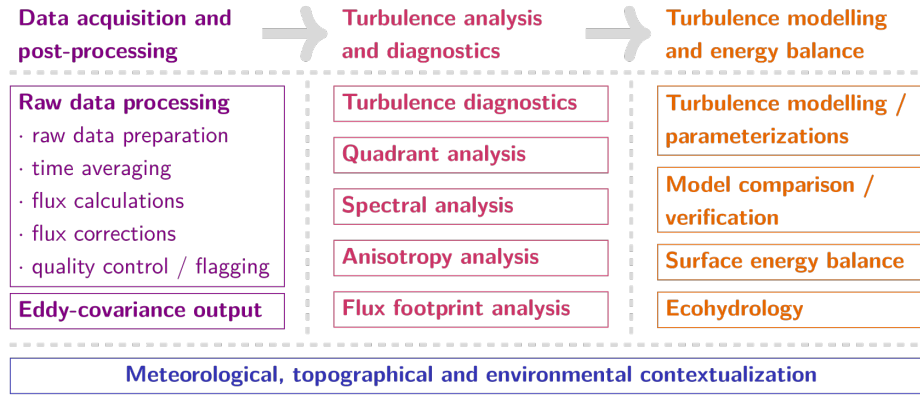 Data acquisition and
post-processing
Turbulence analysis
and diagnostics
Turbulence modelling
and energy balance
Raw data processing
· raw data preparation
· time averaging
· flux calculations
· flux corrections
· quality control / flagging
Eddy-covariance output
Turbulence diagnostics
Quadrant analysis
Spectral analysis
Anisotropy analysis
Flux footprint analysis
Turbulence modelling /
parameterizations
Model comparison /
verification
Surface energy balance
Ecohydrology
Meteorological, topographical and environmental contextualization